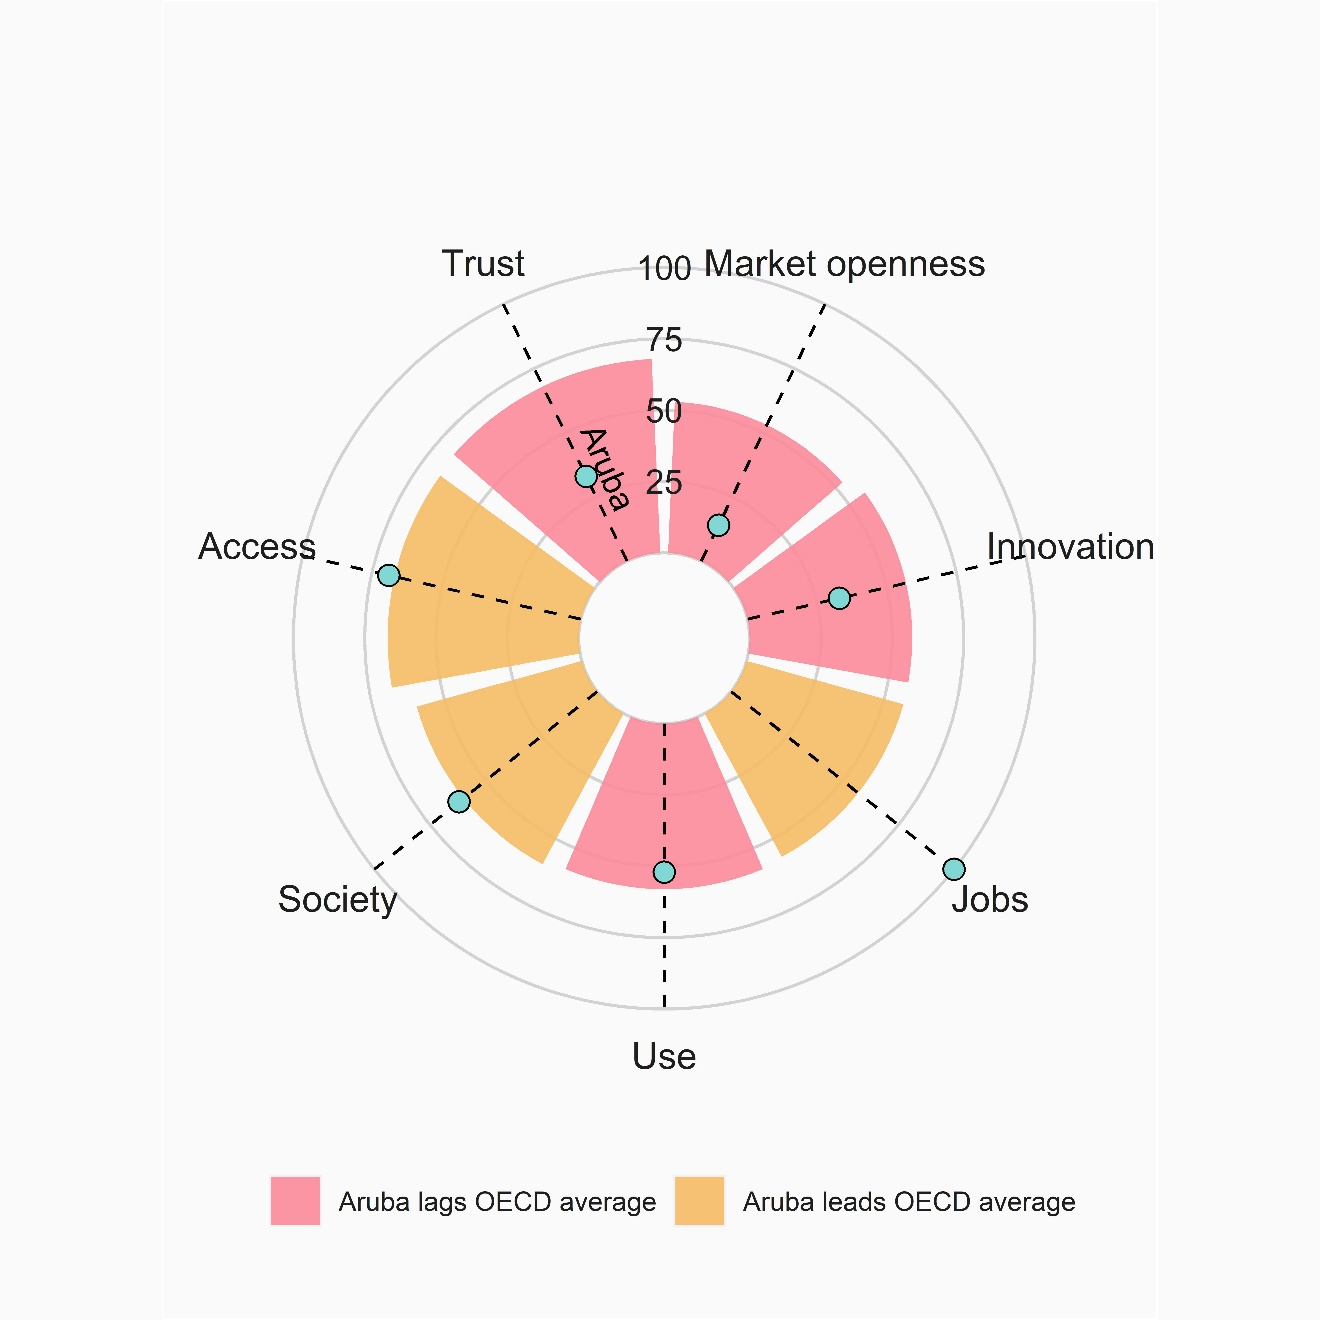 Trust
100
Market openness
75
50
Aruba
25
Access
Innovation
Society
Jobs
Use
Aruba lags OECD average
Aruba leads OECD average